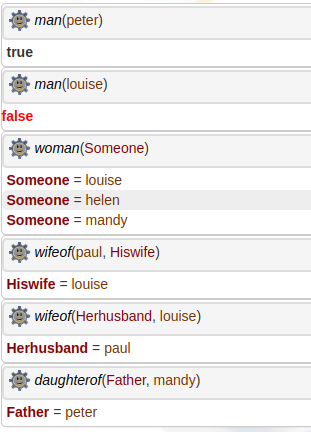 man(peter)
true
man(louise)
false
woman(Someone)
Someone = louise
Someone = helen
Someone = mandy
wifeof(paul, Hiswife)
Hiswife = louise
wifeof(Herhusband, louise)
Herhusband = paul
daughterof(Father, mandy)
Father = peter